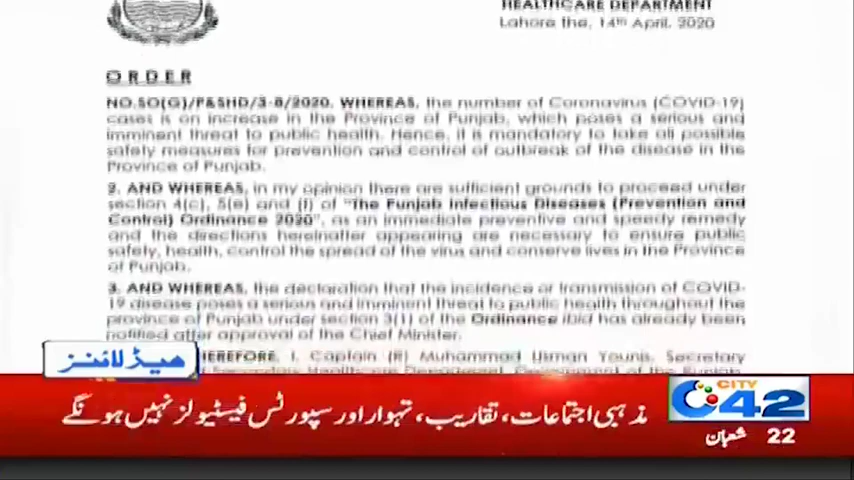 HEALTHCARE DEPARTMENT
Lahore the, 14th April, 2020
ORDER
NO.SO(G)/P&SHD/3-8/2020. WHEREAS, the number of Coronavirus (COVID-19)
cases is on increase in the Province of Punjab, which poses a serious and
imminent threat to public health. Hence, it is mandatory to take all possible
safety measures for prevention and control of outbreak of the disease in the
Province of Punjab.
2. AND WHEREAS, in my opinion there are sufficient grounds to proceed under
section 4(c), 5(e) and (f) of "The Punjab Infectious Diseases (Prevention and
Control) Ordinance 2020", as an immediate preventive and speedy remedy
and the directions hereinafter appearing are necessary to ensure public
safety, health, control the spread of the virus and conserve lives in the Province
of Punjab.
3. AND WHEREAS, the declaration that the incidence or transmission of COVID-
19 disease poses a serious and imminent threat to public health throughout the
province of Punjab under section 3(1) of the Ordinance ibid has already been
notified after approval of the Chief Minister.
HEREFORE, I, Captain (R) Muhammad Usman Younis, Secretary
ہیڈلائنز
مذہبی اجتماعات، تقاریب، تہوار اور سپورٹس فیسٹیولز نہیں ہونگے
CITY
42
22 شعبان